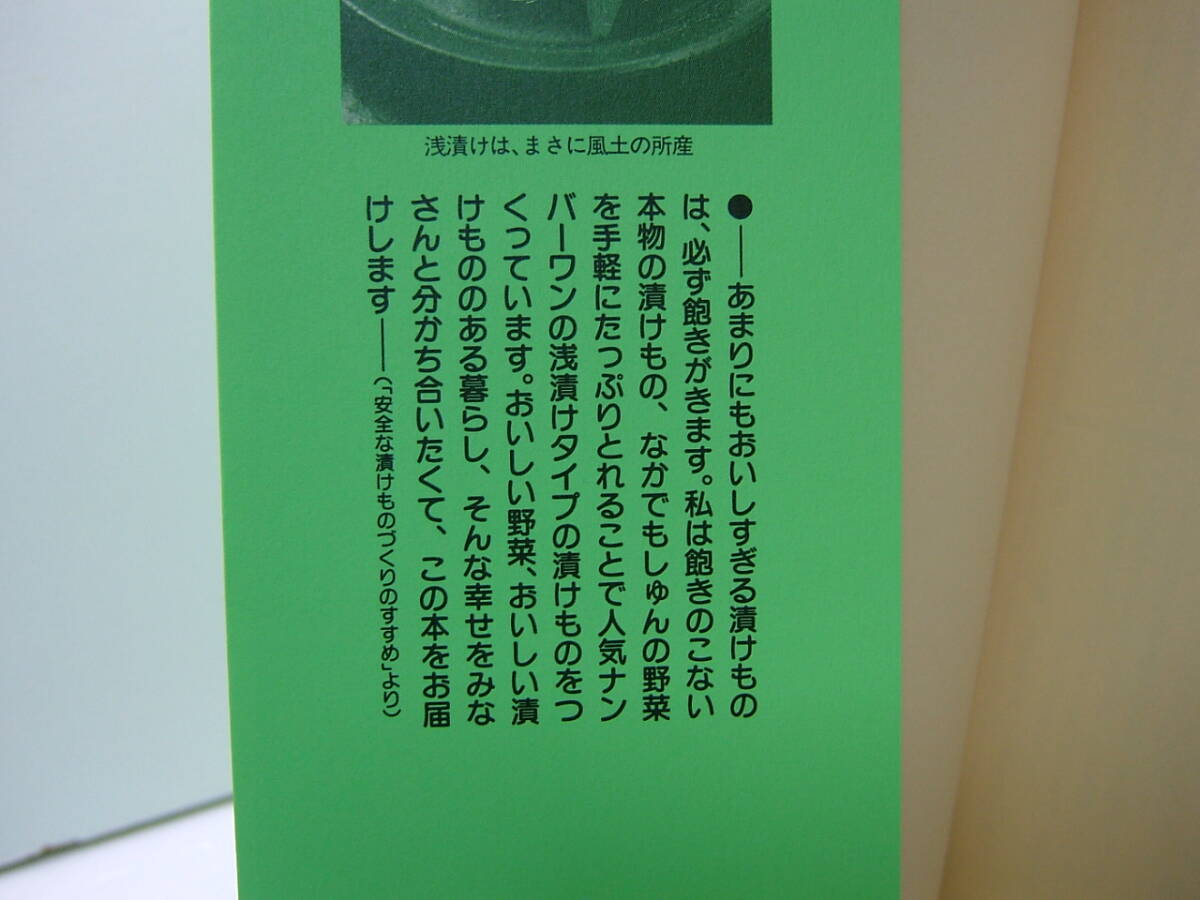 浅漬けは、まさに風土の所産
●――あまりにもおいしすぎる漬けもの
は、必ず飽きがきます。私は飽きのこない
本物の漬けもの、なかでもしゅんの野菜
を手軽にたっぷりとれることで人気ナン
バーワンの浅漬けタイプの漬けものをつ
くっています。おいしい野菜、おいしい漬
けもののある暮らし、そんな幸せをみな
さんと分かち合いたくて、この本をお届
けします――(「安全な漬けものづくりのすすめ」より)